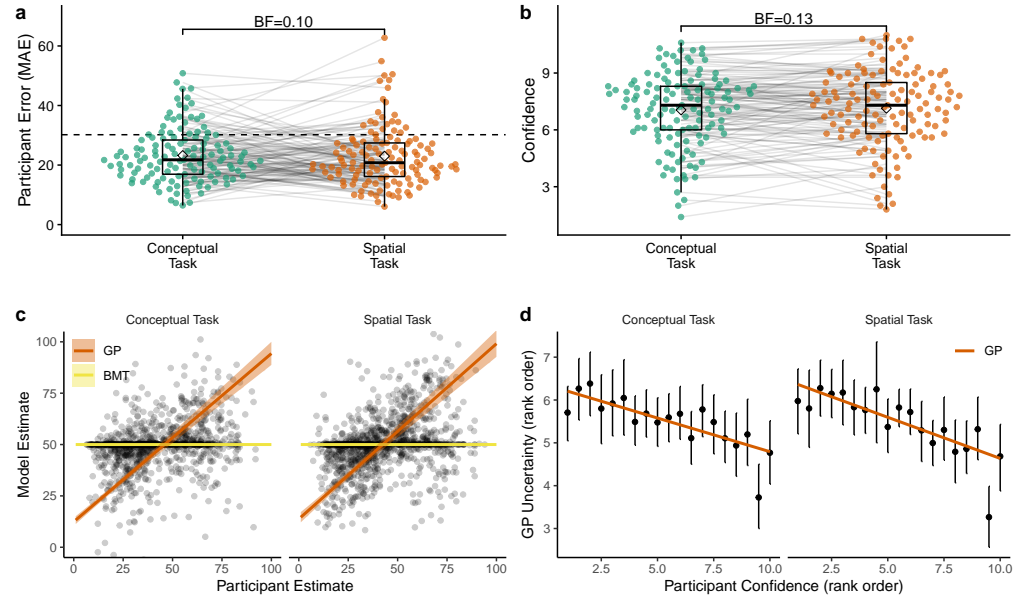 a
BF=0.10
Participant Error (MAE)
60
40
20
0
Conceptual
Task
Spatial
Task
b
BF=0.13
Confidence
9
6
3
Conceptual
Task
Spatial
Task
c
Conceptual Task
Spatial Task
GP
BMT
Model Estimate
100
75
50
25
0
0
25
50
75
100
0
25
50
75
100
Participant Estimate
d
Conceptual Task
Spatial Task
GP
GP Uncertainty (rank order)
7
6
5
4
3
2.5
5.0
7.5
10.0
2.5
5.0
7.5
10.0
Participant Confidence (rank order)